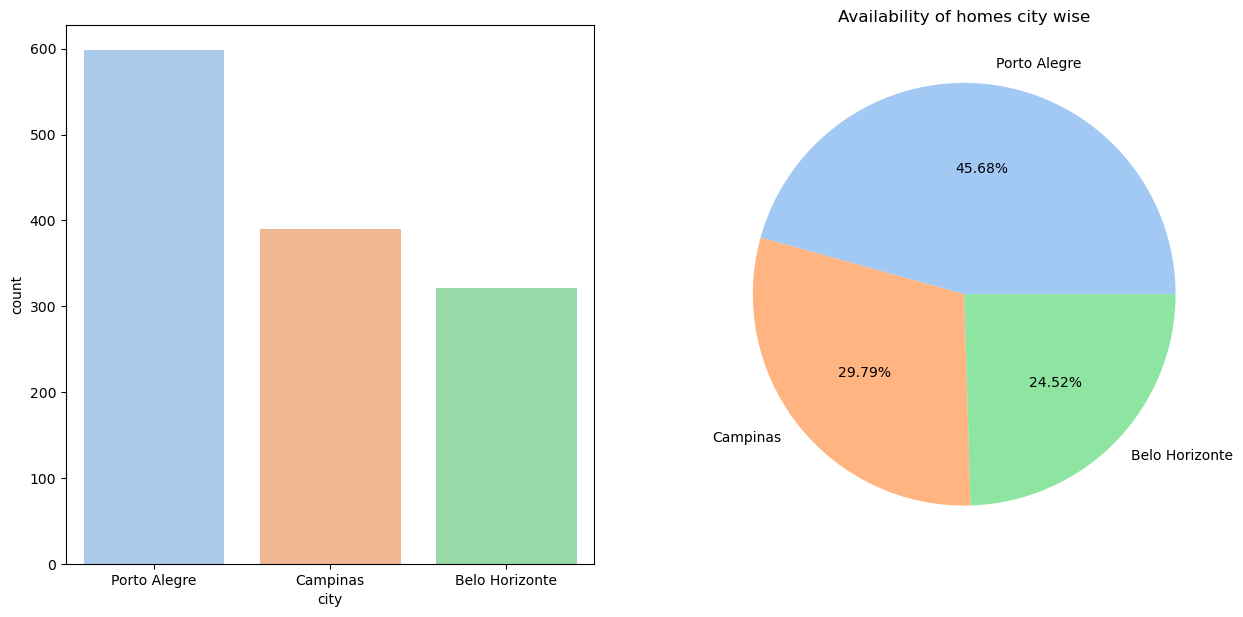 600
500
400
300
200
100
0
count
Porto Alegre
Campinas
Belo Horizonte
city
Availability of homes city wise
Porto Alegre
45.68%
29.79%
24.52%
Campinas
Belo Horizonte